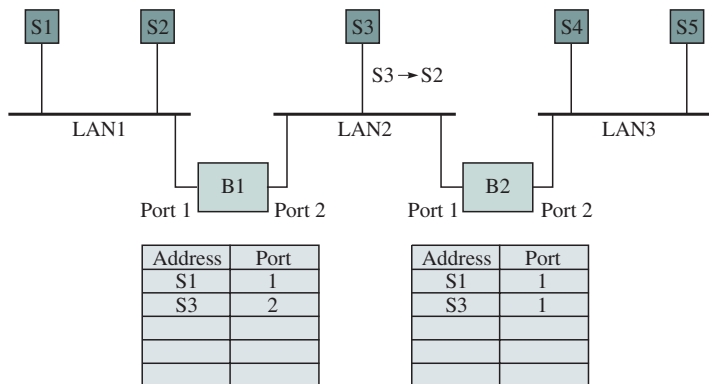 S1 S2 S3 S4 S5
S3 → S2
LAN1 LAN2 LAN3
B1 B2
Port 1 Port 2 Port 1 Port 2
Address Port
S1 1
S3 2
Address Port
S1 1
S3 1